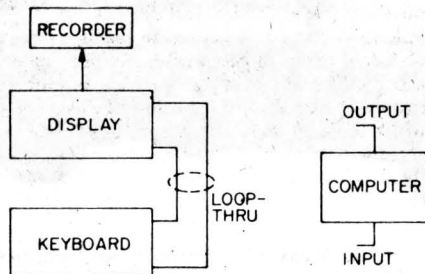 RECORDER
DISPLAY
LOOP-
THRU
KEYBOARD
OUTPUT
COMPUTER
INPUT